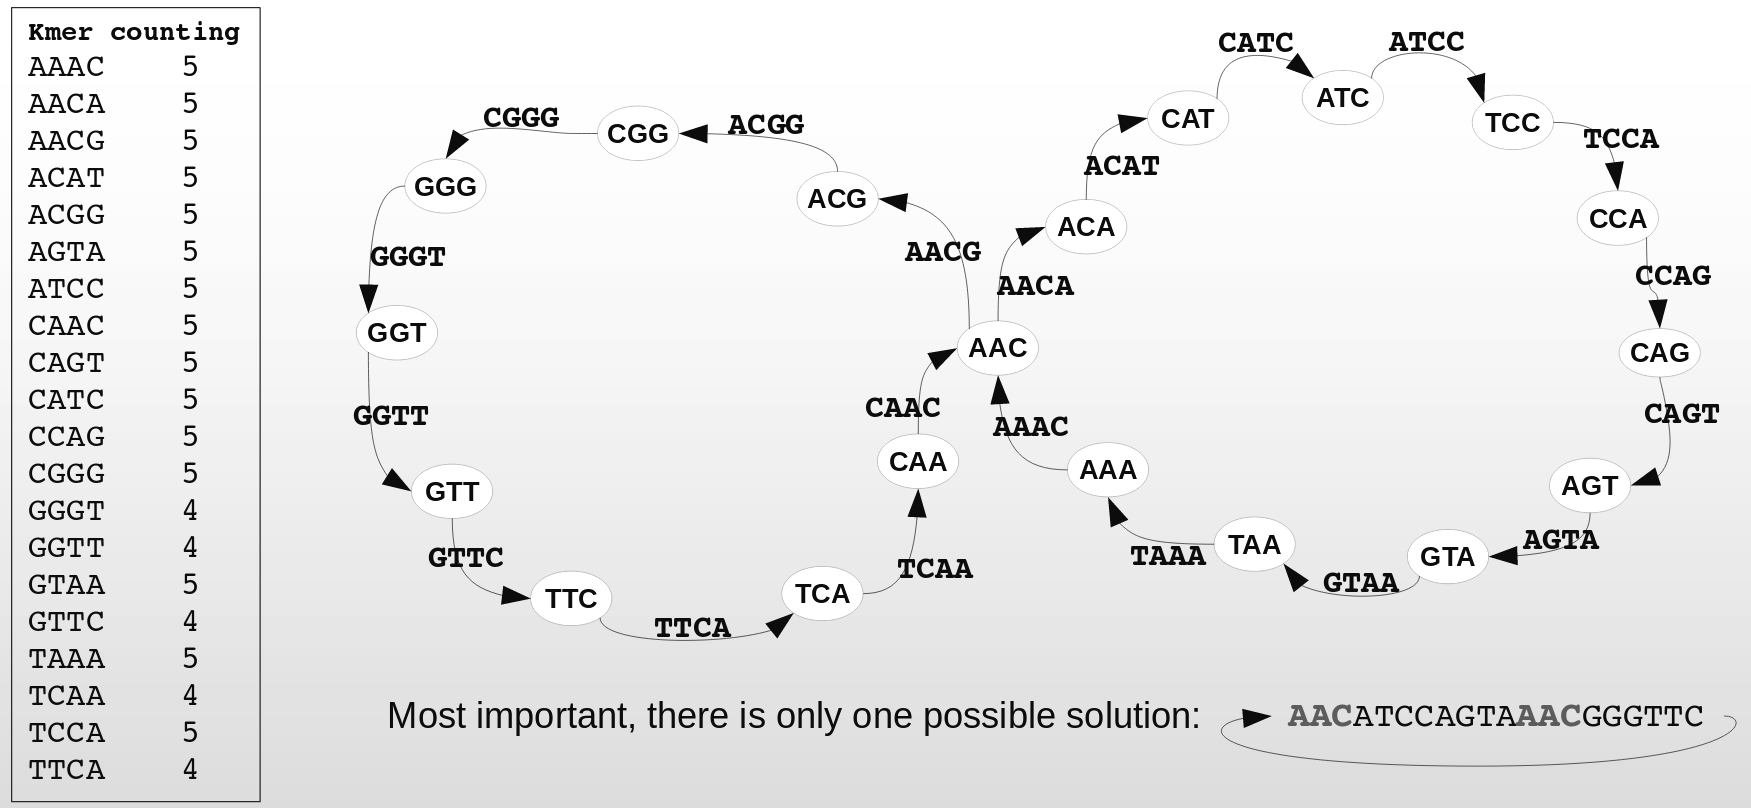 Kmer counting
AAAC 5
AACA 5
AACG 5
ACAT 5
ACGG 5
AGTA 5
ATCC 5
CAAC 5
CAGT 5
CATC 5
CCAG 5
CGGG 5
GGGT 4
GGTT 4
GTAA 5
GTTC 4
TAAA 5
TCAA 4
TCCA 5
TTCA 4
CGGG
CGG
ACGG
GGG
ACG
GGGT
AACG
GGT
GGTT
GTT
GTTC
TTC
TTCA
TCA
TCAA
CAA
CAAC
AAC
AACA
ACA
ACAT
CAT
CATC
ATC
ATCC
TCC
TCCA
CCA
CCAG
CAG
CAGT
AGT
AGTA
GTA
GTAA
TAA
TAAA
AAA
AAAC
Most important, there is only one possible solution: AACATCCAGTAAACGGGTTC